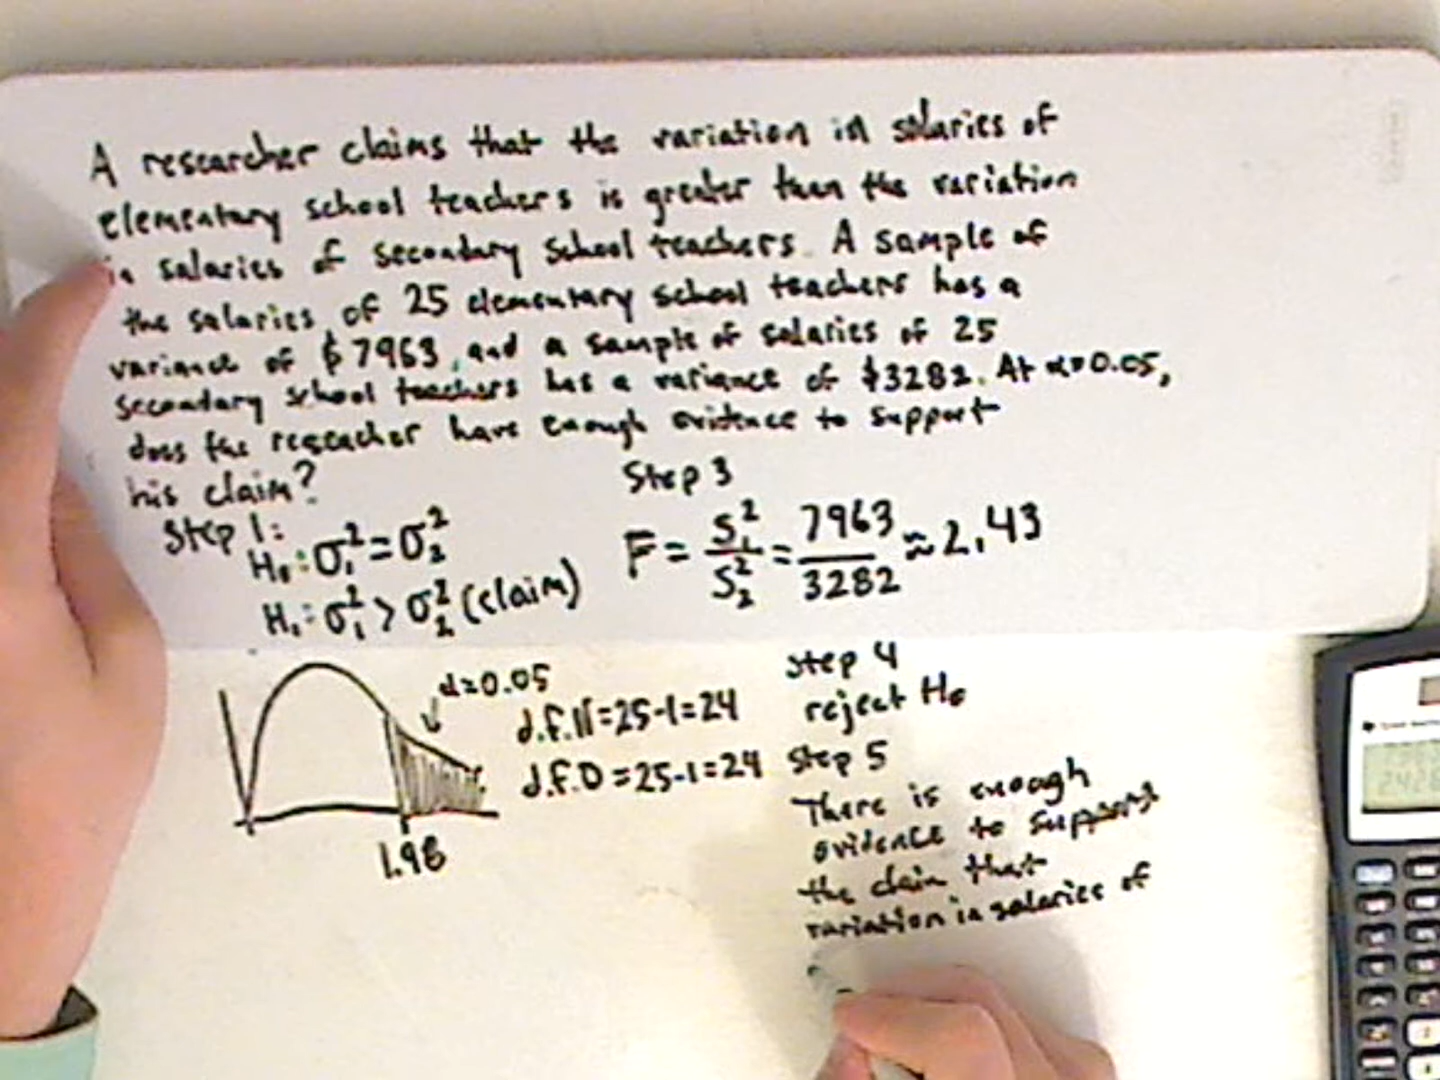 A researcher claims that the variation in salaries of
elementary school teachers is greater than the variation
in salaries of secondary school teachers. A sample of
the salaries of 25 elementary school teachers has a
variance of $7963, and a sample of salaries of 25
secondary school teachers has a variance of $3282. At α=0.05,
does the reseacher have enough evidence to support
his claim?
Step 1:
H₀: σ₁² = σ₂²
H₁: σ₁² > σ₂² (claim)
α=0.05
d.f.N=25-1=24
d.f.D=25-1=24
1.98
Step 3
F = S₁²/S₂² = 7963/3282 ≈ 2.43
Step 4
reject H₀
Step 5
There is enough
evidence to support
the claim that
variation in salaries of